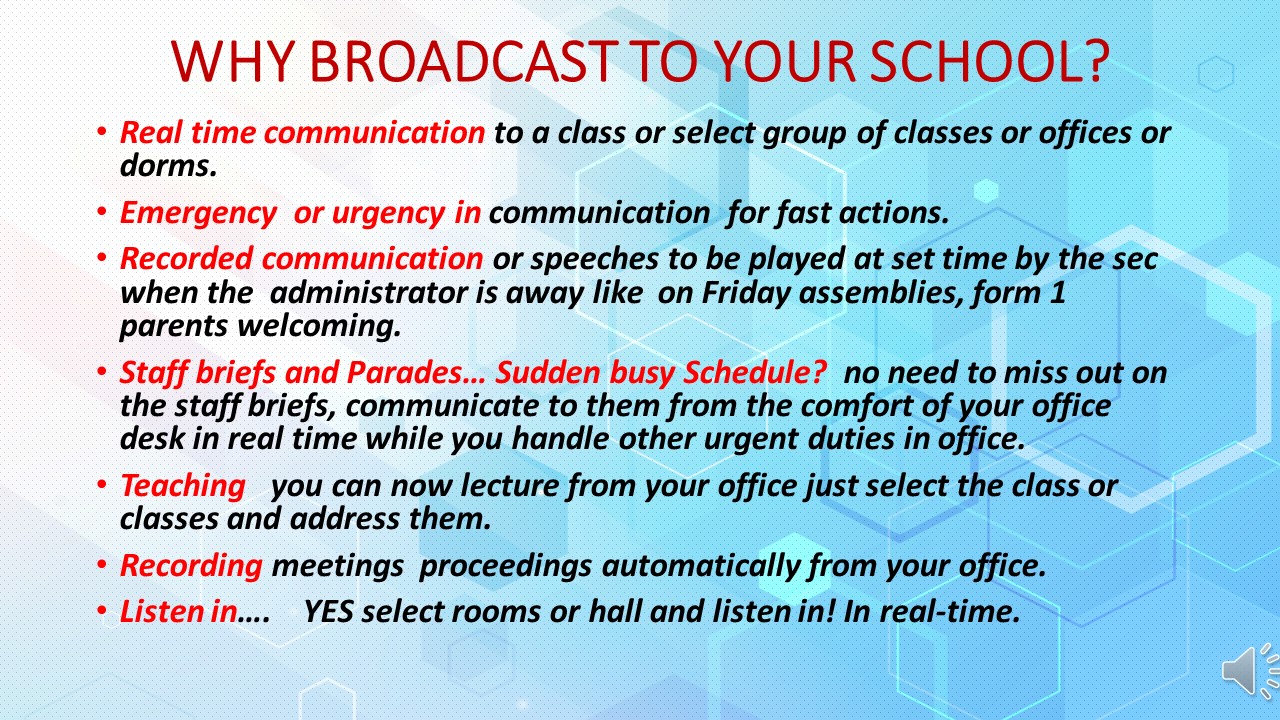 WHY BROADCAST TO YOUR SCHOOL?
• Real time communication to a class or select group of classes or offices or
dorms.
• Emergency or urgency in communication for fast actions.
• Recorded communication or speeches to be played at set time by the sec
when the administrator is away like on Friday assemblies, form 1
parents welcoming.
• Staff briefs and Parades... Sudden busy Schedule? no need to miss out on
the staff briefs, communicate to them from the comfort of your office
desk in real time while you handle other urgent duties in office.
• Teaching you can now lecture from your office just select the class or
classes and address them.
• Recording meetings proceedings automatically from your office.
• Listen in.... YES select rooms or hall and listen in! In real-time.